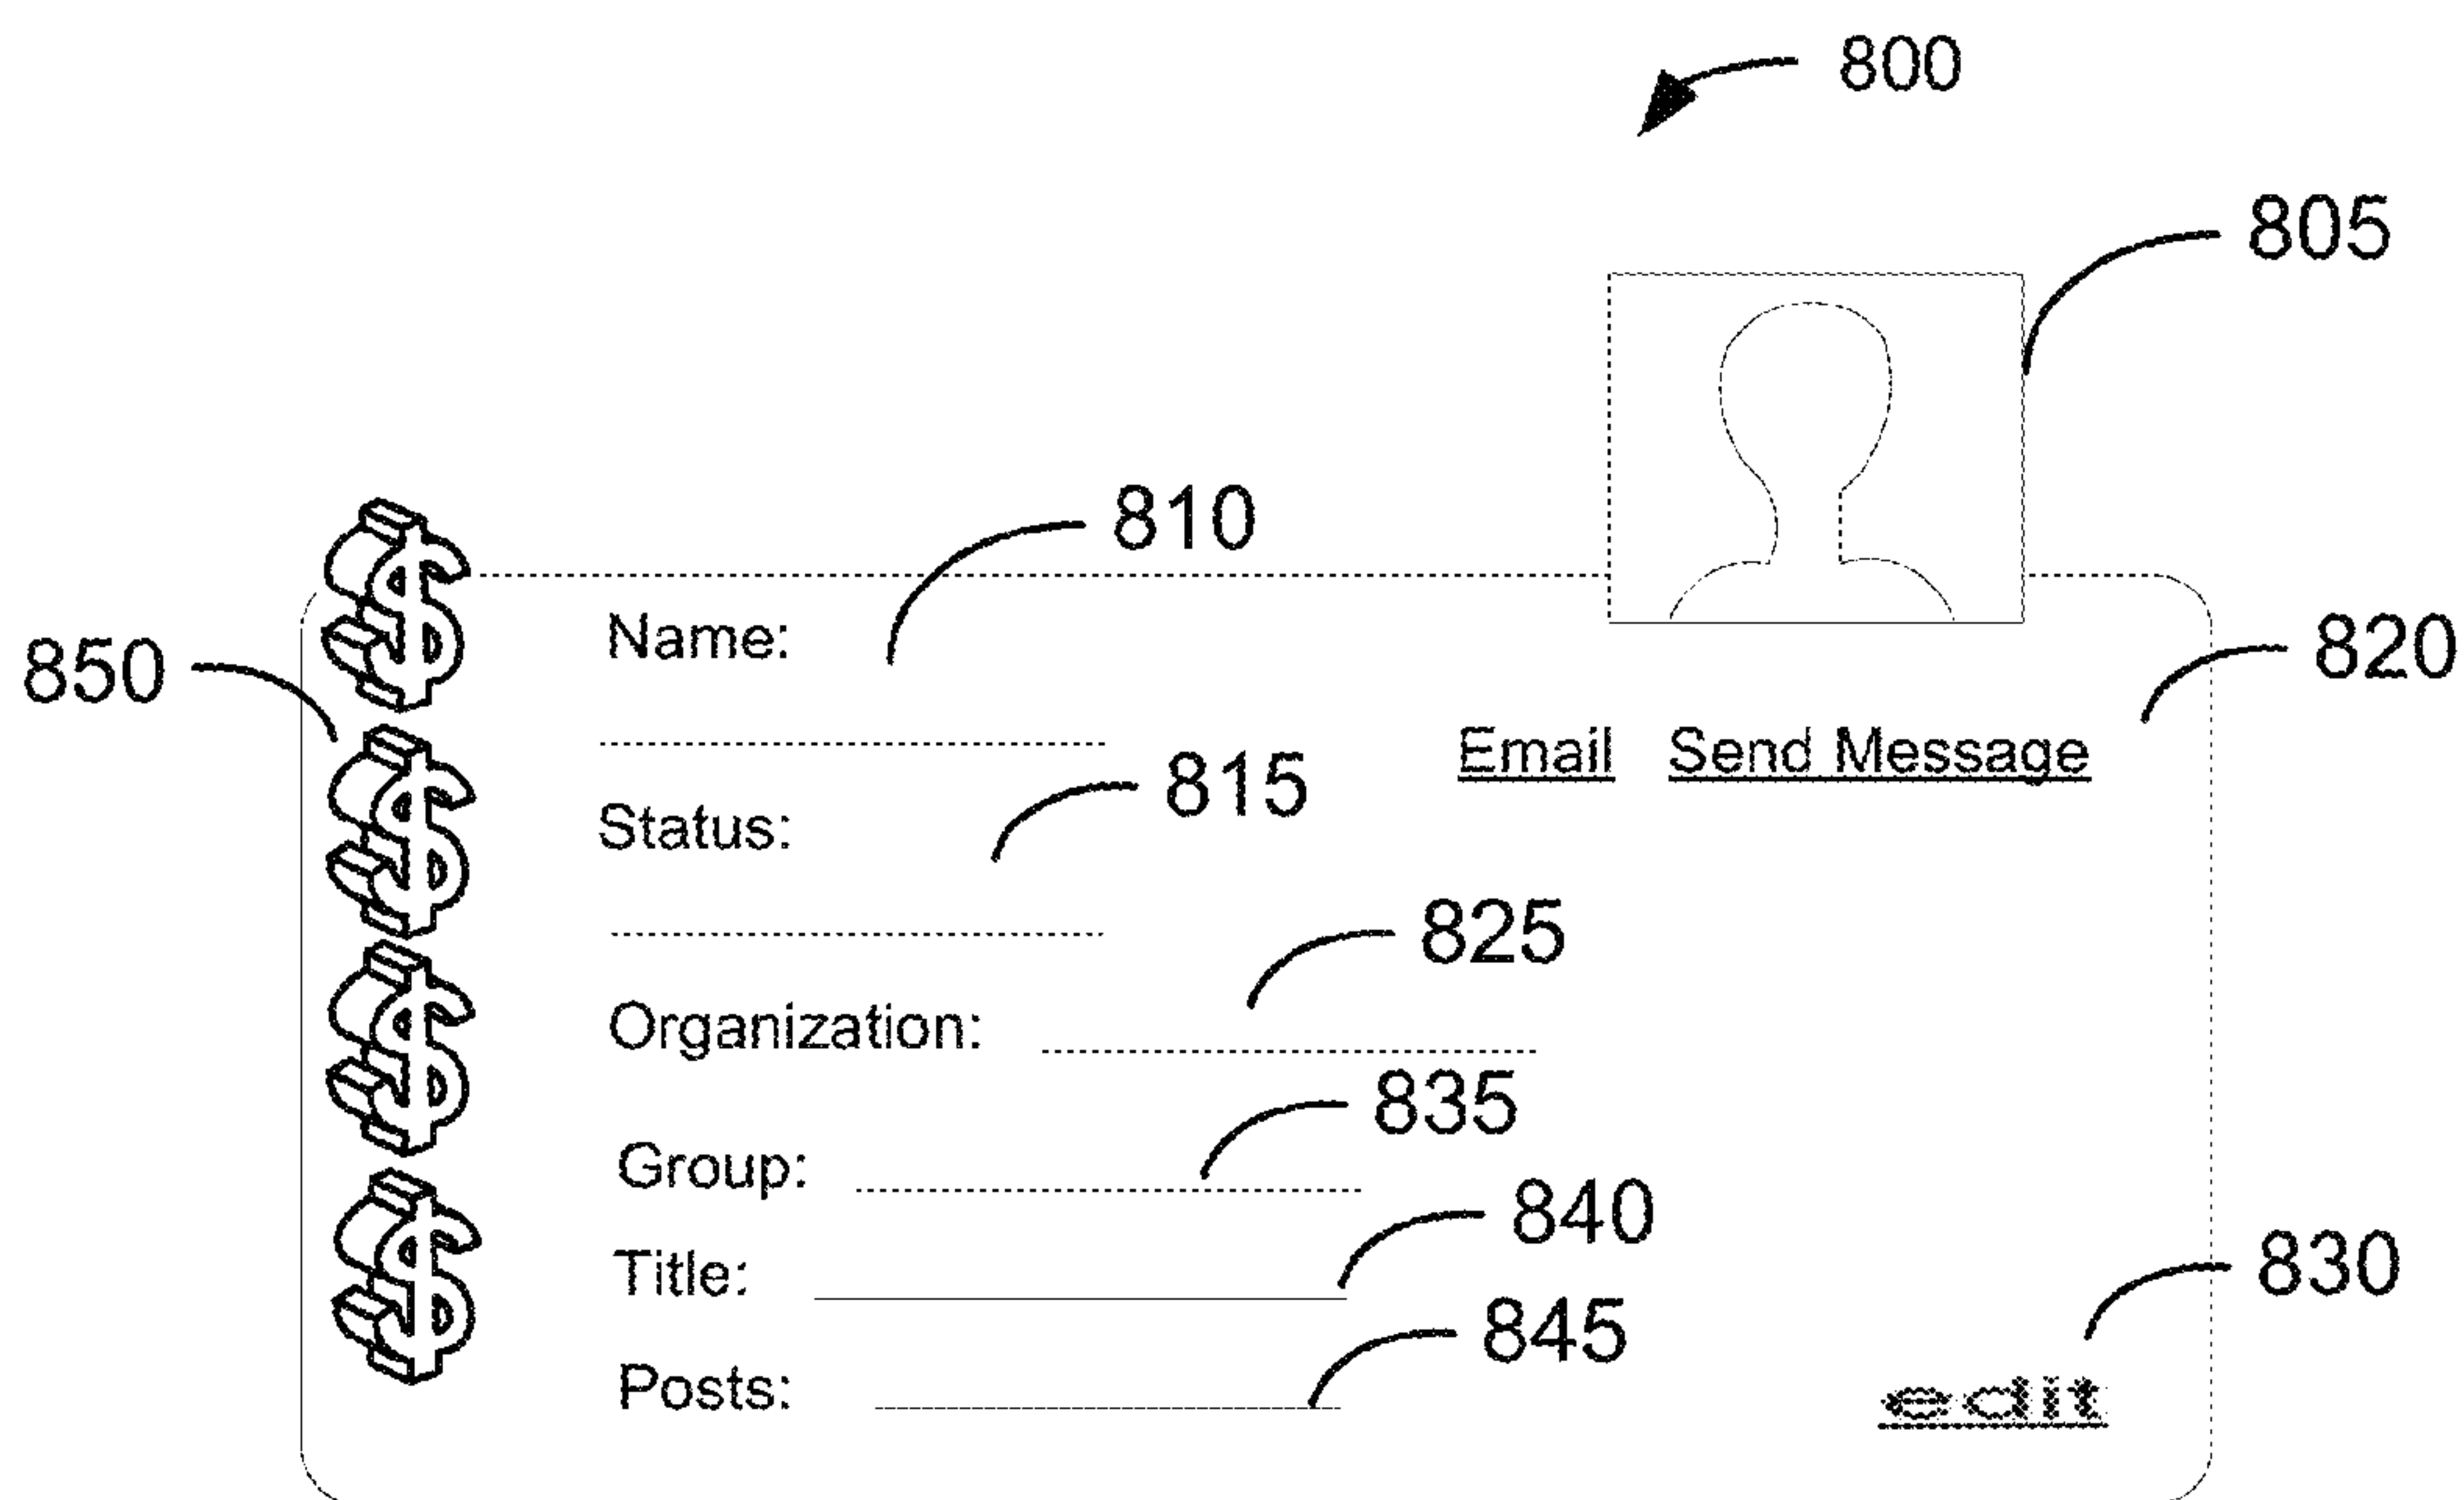 800
805
810
Name:
850
820
Email Send Message
815
Status:
825
Organization:
835
Group:
840
Title:
830
845
Posts:
edit
$
$
$
$